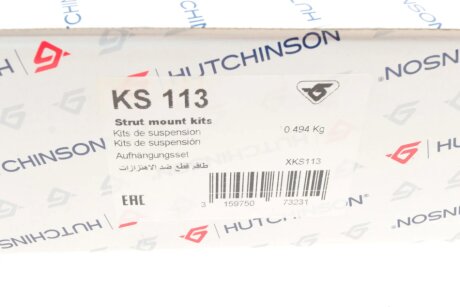 HUTCHINSON
HUTCHINSON
KS 113
Strut mount kits
Kits de suspension
Kits de suspension
Aufhängungsset
طاقم قطع ضد الاهتزازات
0.494 Kg
XKS113
EAC
3 159750 73231
HUTCHINSON
HUTCHINSON
HUTCHINSON